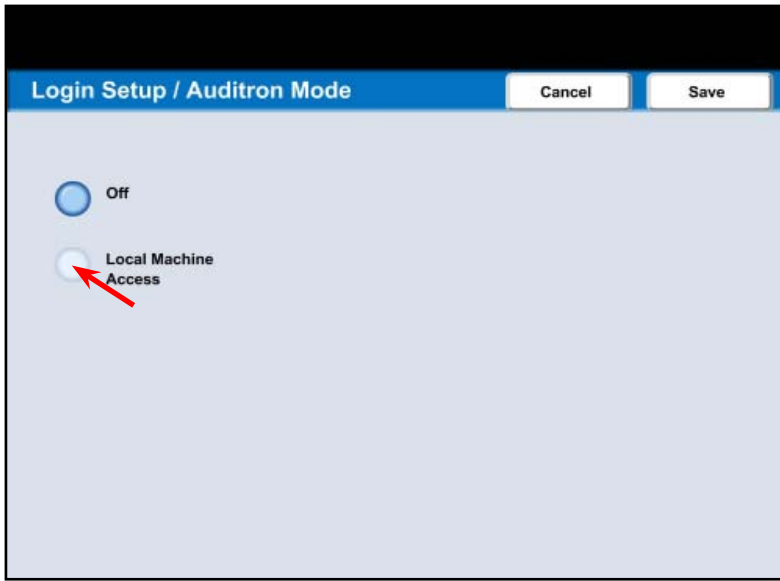 Login Setup / Auditron Mode
Cancel
Save
Off
Local Machine
Access